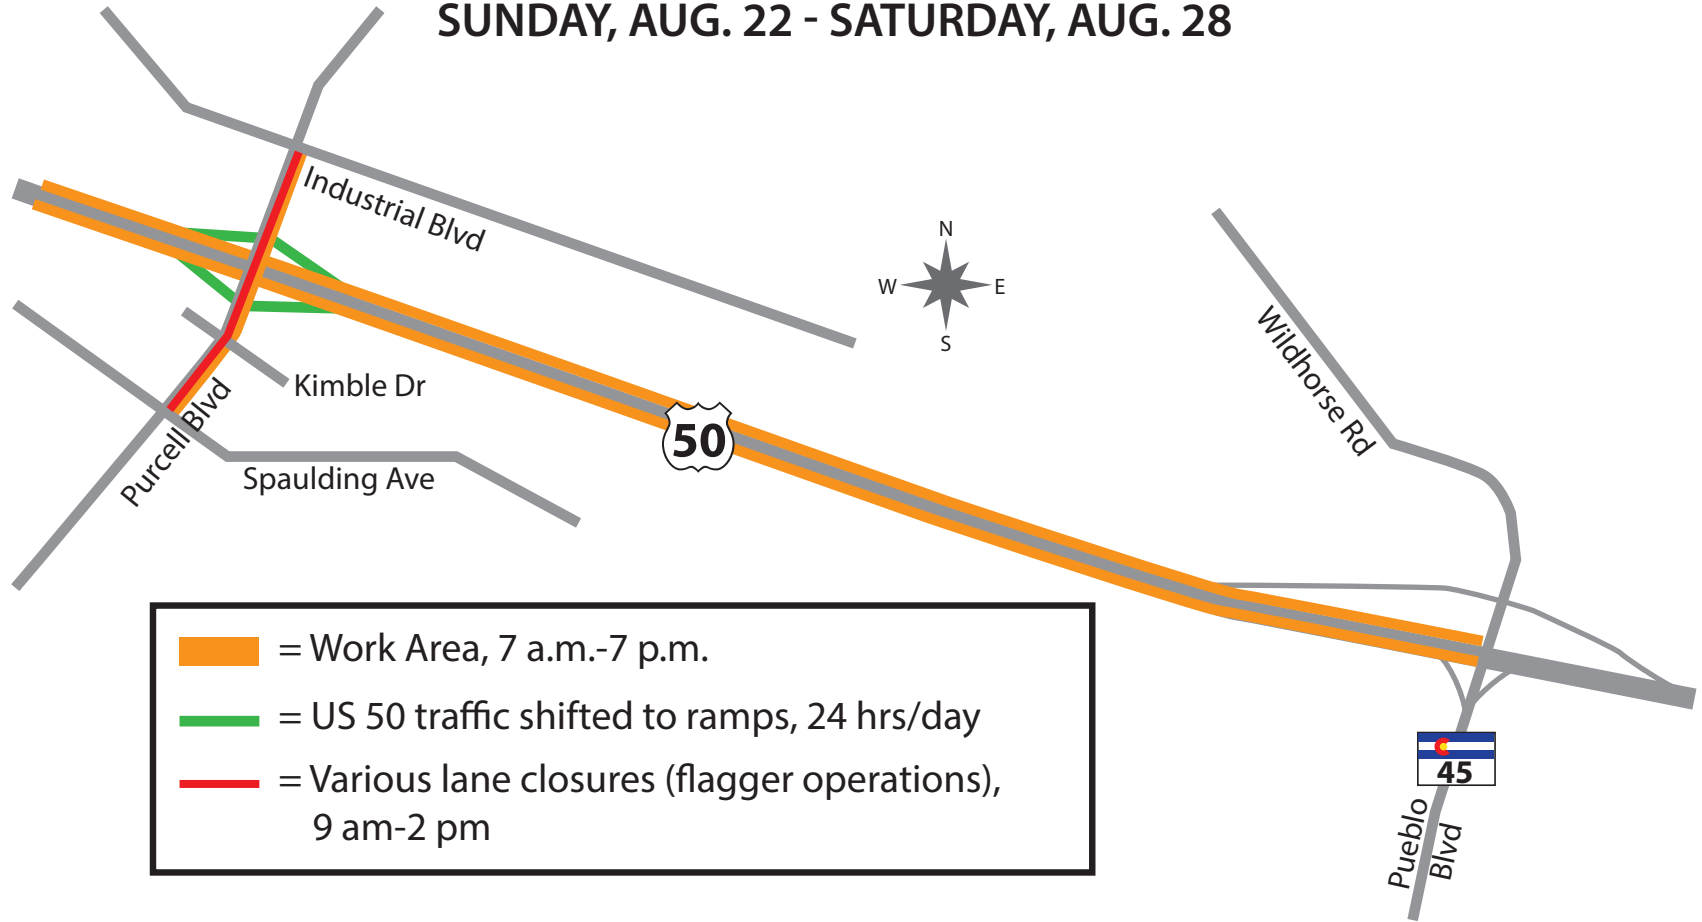 SUNDAY, AUG. 22 - SATURDAY, AUG. 28
Industrial Blvd
N
W
E
S
Wildhorse Rd
Kimble Dr
Purcell Blvd
50
Spaulding Ave
= Work Area, 7 a.m.-7 p.m.
= US 50 traffic shifted to ramps, 24 hrs/day
= Various lane closures (flagger operations),
9 am-2 pm
45
Pueblo
Blvd